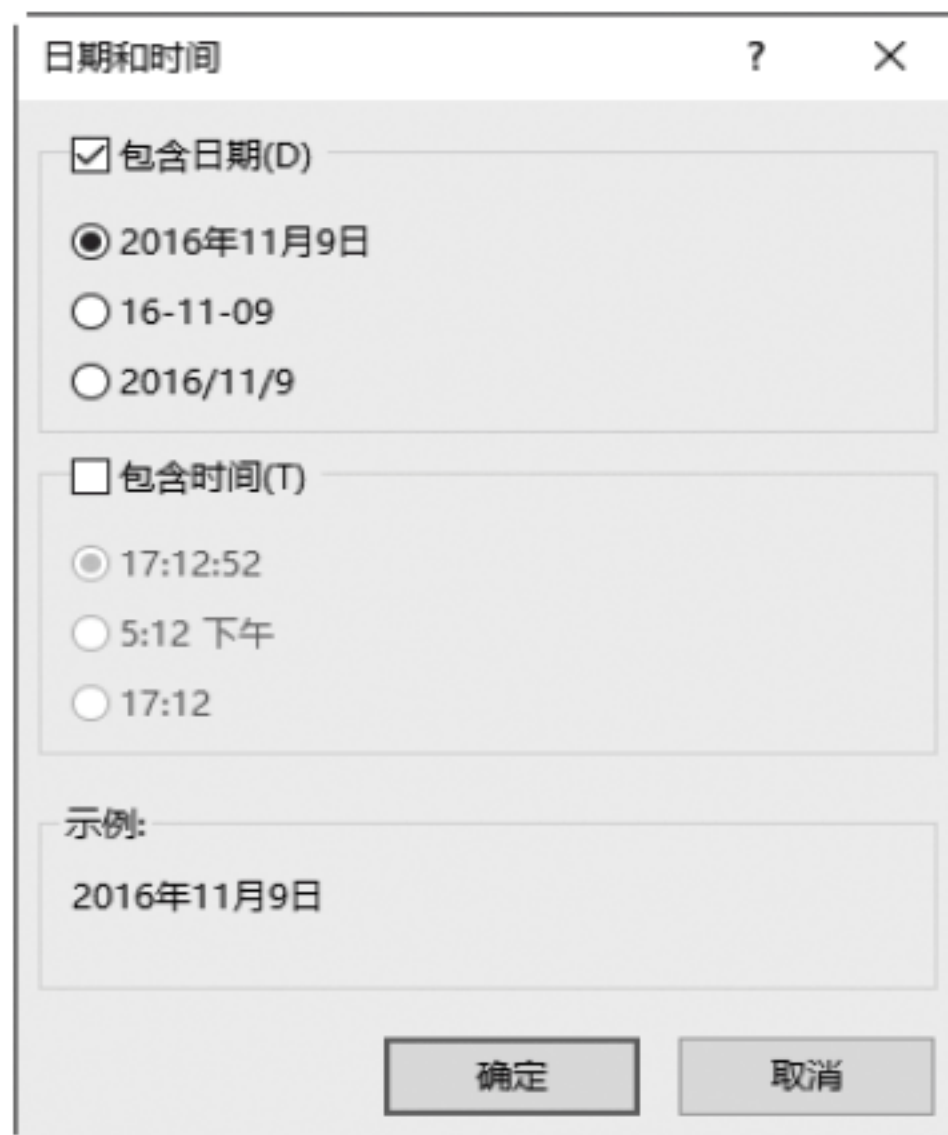 日期和时间 ?
包含日期(D)
2016年11月9日
16-11-09
2016/11/9
包含时间(T)
17:12:52
5:12 下午
17:12
示例:
2016年11月9日
确定 取消